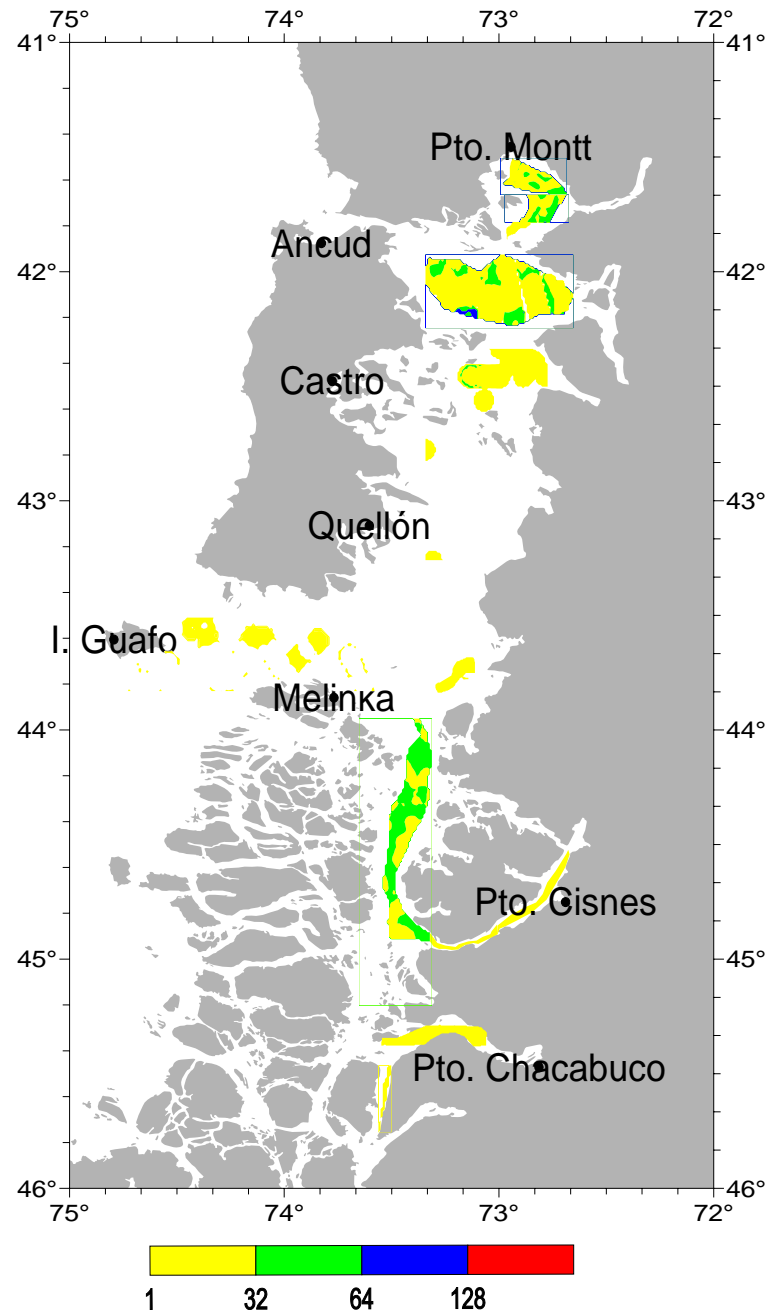 75° 74° 73° 72°
41° 41°
Pto. Montt
Ancud
42° 42°
Castro
43° 43°
Quellón
I. Guafo
Melinka
44° 44°
Pto. Cisnes
45° 45°
Pto. Chacabuco
46° 46°
75° 74° 73° 72°
1 32 64 128